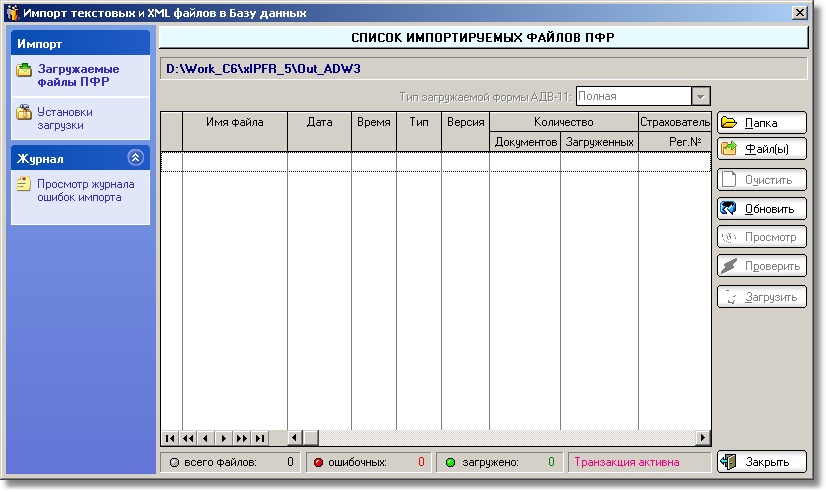 Импорт текстовых и XML файлов в Базу данных
Импорт
Загружаемые
файлы ПФР
Установки
загрузки
Журнал
Просмотр журнала
ошибок импорта
СПИСОК ИМПОРТИРУЕМЫХ ФАЙЛОВ ПФР
D:\Work_C6\xlPFR_5\Out_ADW3
Тип загружаемой формы АДВ-11: Полная
Имя файла Дата Время Тип Версия Количество Страхователь
Документов Загруженных Рег.№
Папка
Файл(ы)
Очистить
Обновить
Просмотр
Проверить
Загрузить
всего файлов: 0 ошибочных: 0 загружено: 0 Транзакция активна
Закрыть